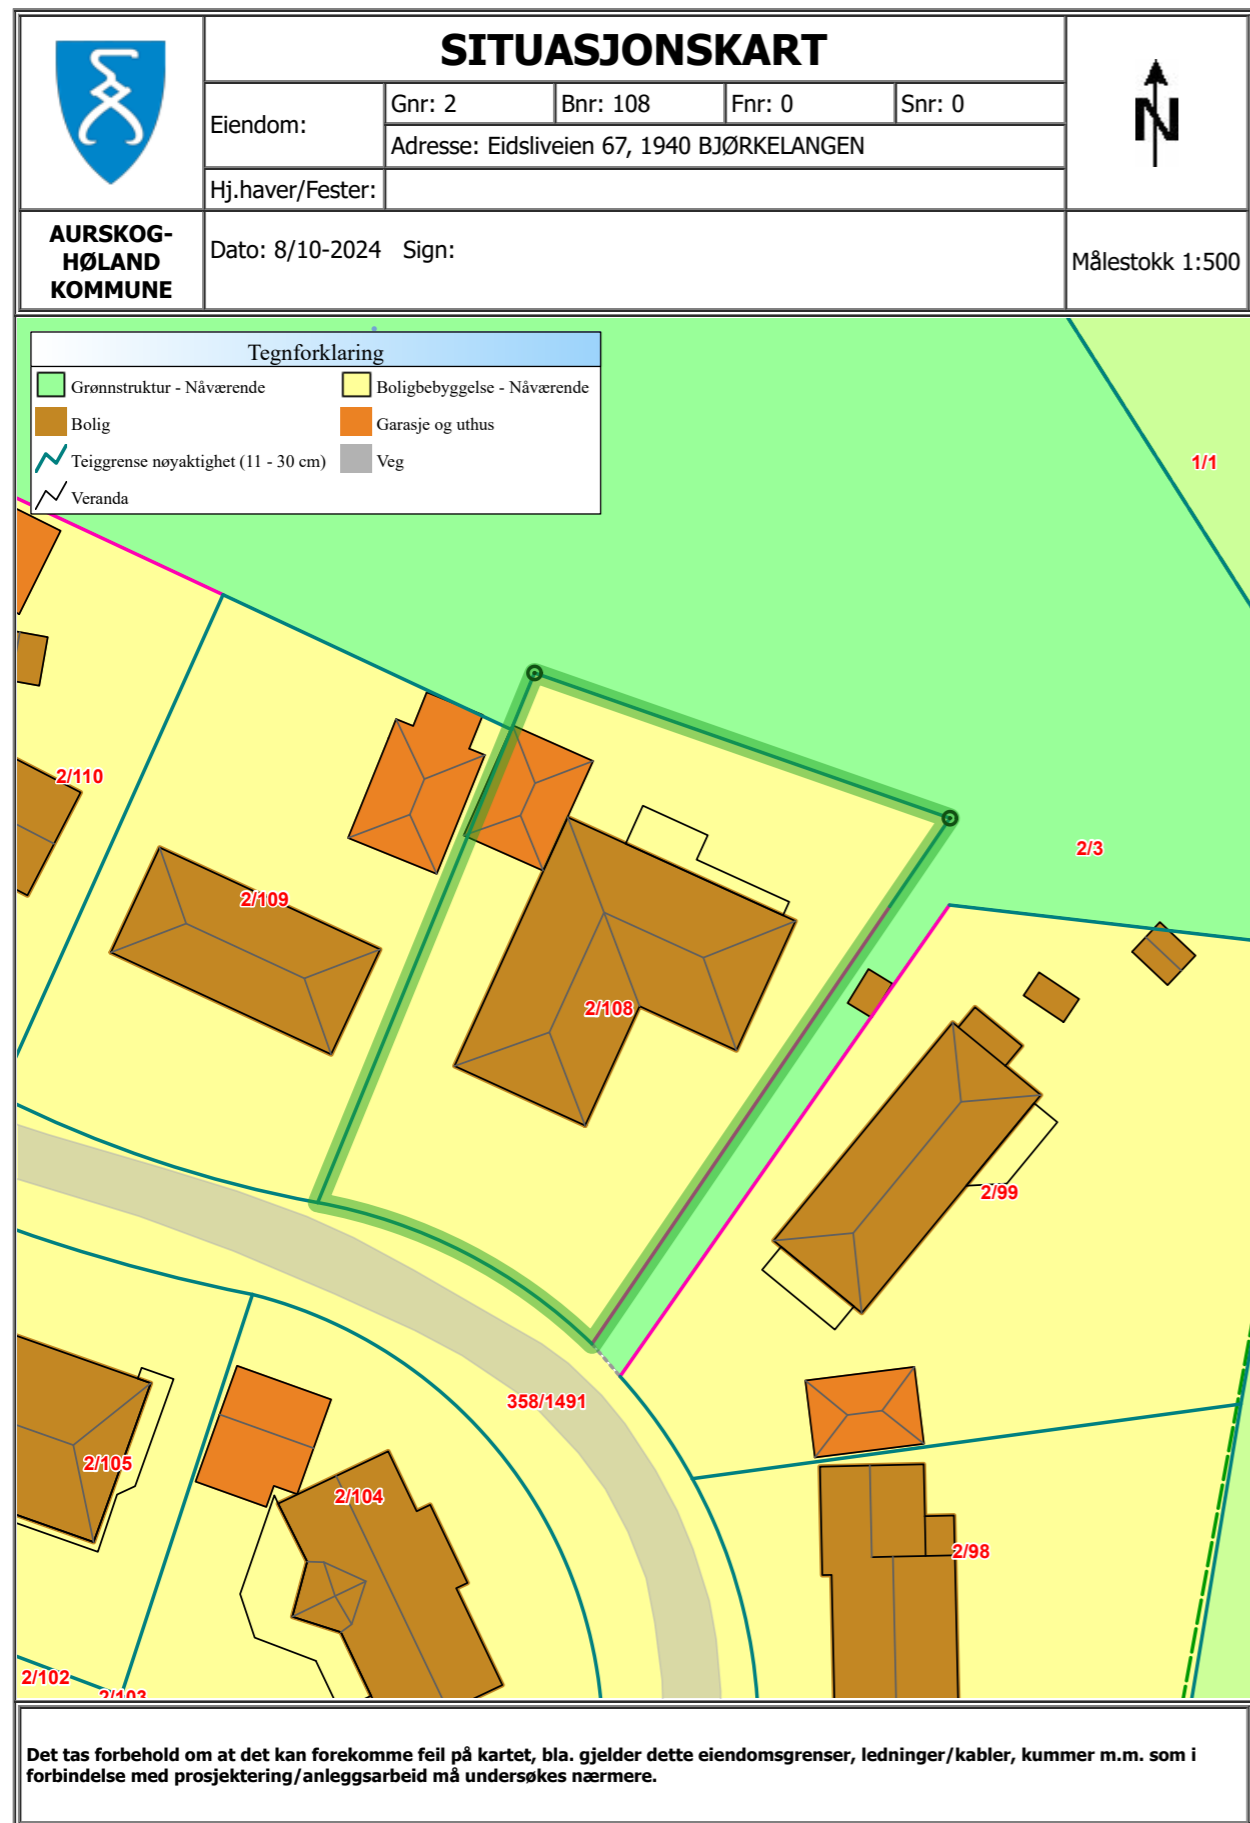 SITUASJONSKART
Eiendom:
Gnr: 2
Bnr: 108
Fnr: 0
Snr: 0
Adresse: Eidsliveien 67, 1940 BJØRKELANGEN
Hj.haver/Fester:
N
AURSKOG-
HØLAND
KOMMUNE
Dato: 8/10-2024 Sign:
Målestokk 1:500
Tegnforklaring
Grønnstruktur - Nåværende
Boligbebyggelse - Nåværende
Bolig
Garasje og uthus
Teiggrense nøyaktighet (11 - 30 cm)
Veg
Veranda
1/1
2/110
2/3
2/109
2/108
2/99
358/1491
2/105
2/104
2/98
2/102
2/103
Det tas forbehold om at det kan forekomme feil på kartet, bla. gjelder dette eiendomsgrenser, ledninger/kabler, kummer m.m. som i
forbindelse med prosjektering/anleggsarbeid må undersøkes nærmere.